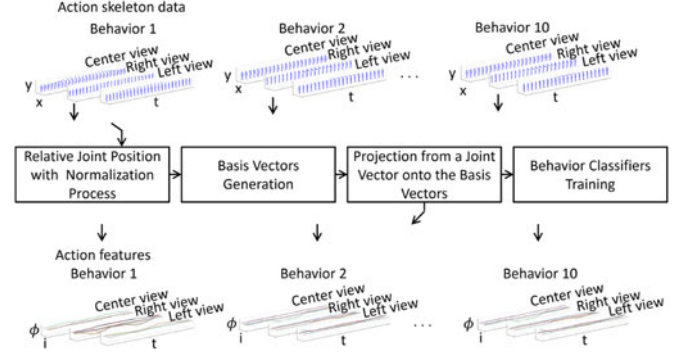 Action skeleton data
Behavior 1
Behavior 2
Behavior 10
Center view
Right view
Left view
Center view
Right view
Left view
Center view
Right view
Left view
y
x
t
y
x
t
. . .
y
x
t
Relative Joint Position
with Normalization
Process
Basis Vectors
Generation
Projection from a Joint
Vector onto the Basis
Vectors
Behavior Classifiers
Training
Action features
Behavior 1
Behavior 2
Behavior 10
Center view
Right view
Left view
Center view
Right view
Left view
Center view
Right view
Left view
ϕ
i
t
ϕ
i
t
. . .
ϕ
i
t